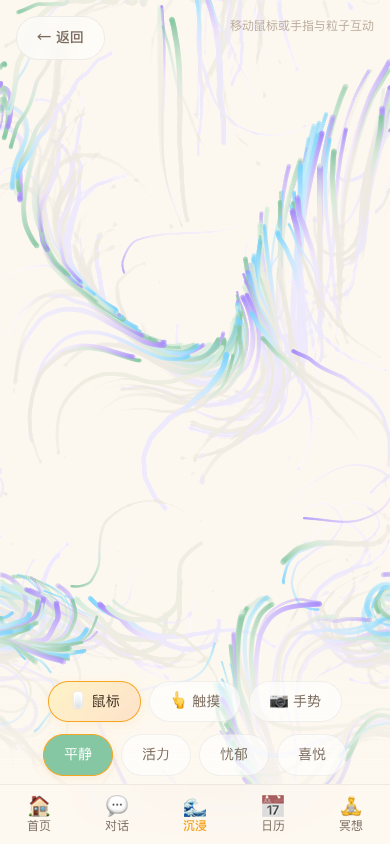 ← 返回
移动鼠标或手指与粒子互动
鼠标 触摸 手势
平静 活力 忧郁 喜悦
首页 对话 沉浸 日历 冥想